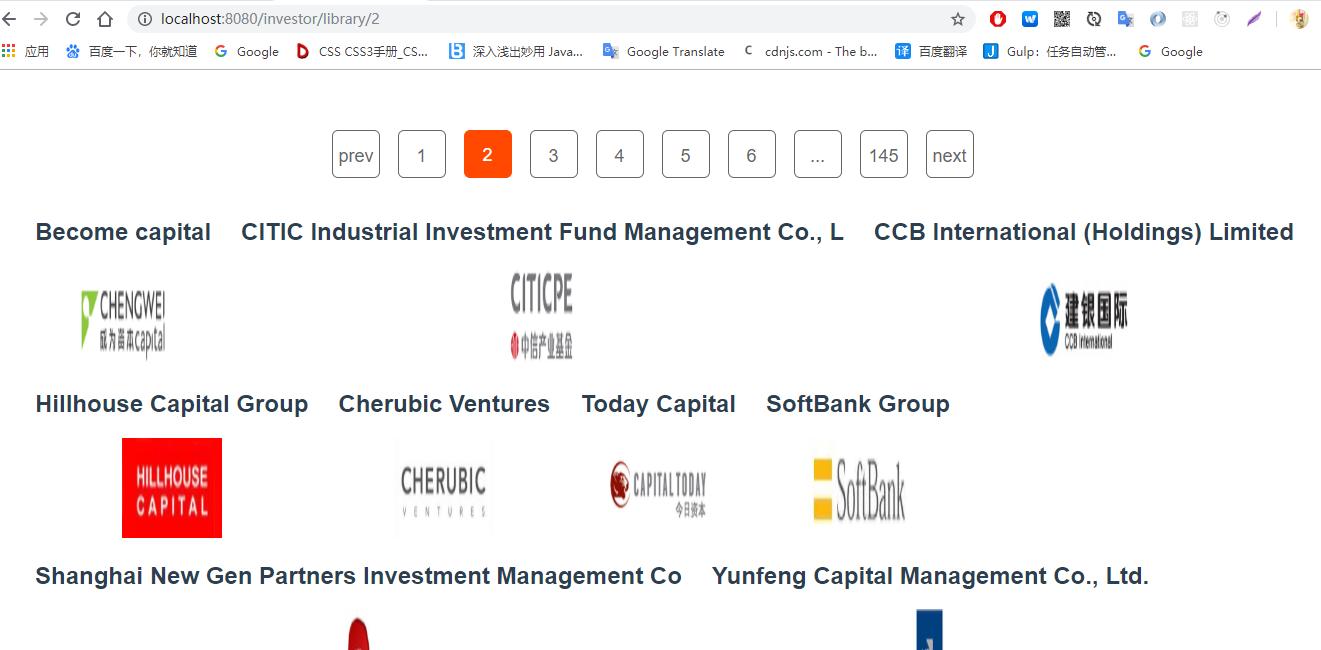 localhost:8080/investor/library/2
应用 百度一下，你就知道 Google CSS CSS3手册_CS... 深入浅出妙用 Java... Google Translate cdnjs.com - The b... 百度翻译 Gulp：任务自动管... Google
prev 1 2 3 4 5 6 ... 145 next
Become capital CITIC Industrial Investment Fund Management Co., L CCB International (Holdings) Limited
CHENGWEI
成为资本capital
CITICPE
中信产业基金
建银国际
CCB International
Hillhouse Capital Group Cherubic Ventures Today Capital SoftBank Group
HILLHOUSE
CAPITAL
CHERUBIC
VENTURES
CAPITAL TODAY
今日资本
SoftBank
Shanghai New Gen Partners Investment Management Co Yunfeng Capital Management Co., Ltd.